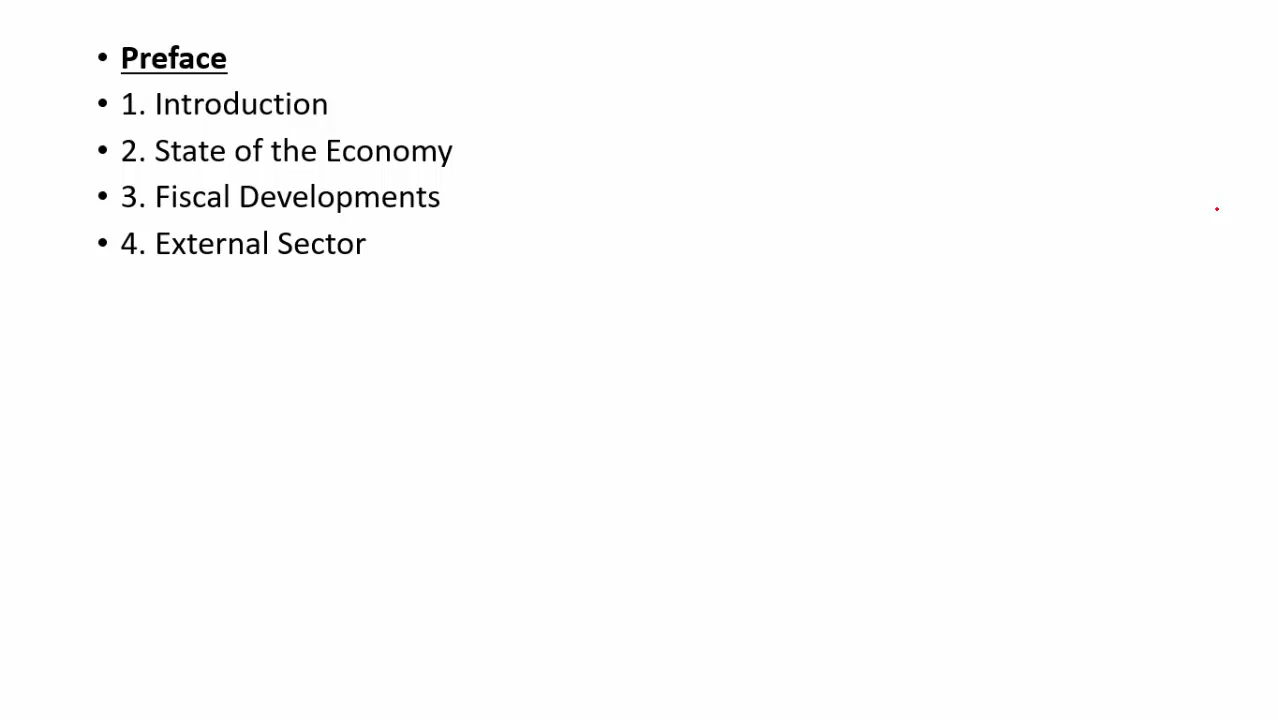 • Preface
• 1. Introduction
• 2. State of the Economy
• 3. Fiscal Developments
• 4. External Sector